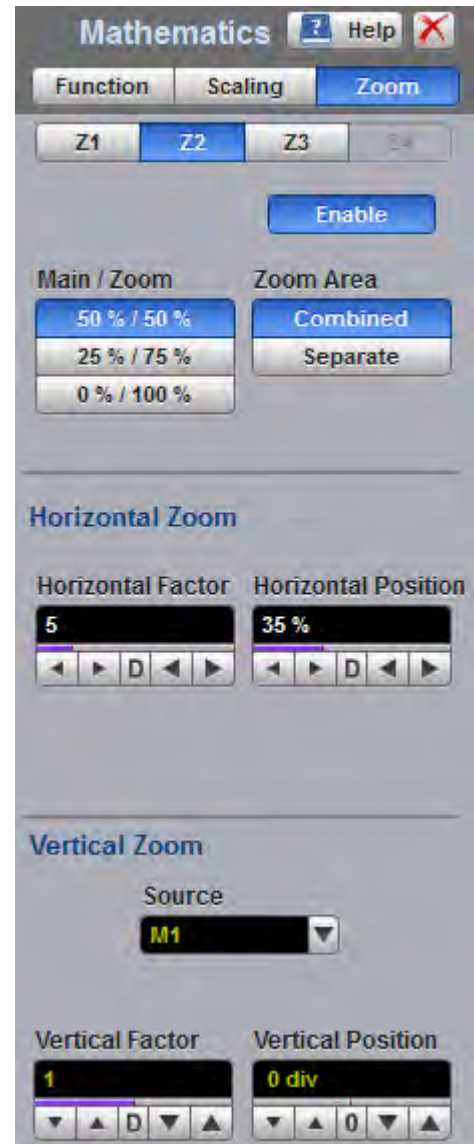 Mathematics ? Help
Function Scaling Zoom
Z1 Z2 Z3 Z4
Enable
Main / Zoom Zoom Area
50 % / 50 % Combined
25 % / 75 % Separate
0 % / 100 %
Horizontal Zoom
Horizontal Factor Horizontal Position
5 35 %
D D
Vertical Zoom
Source
M1
Vertical Factor Vertical Position
1 0 div
D 0